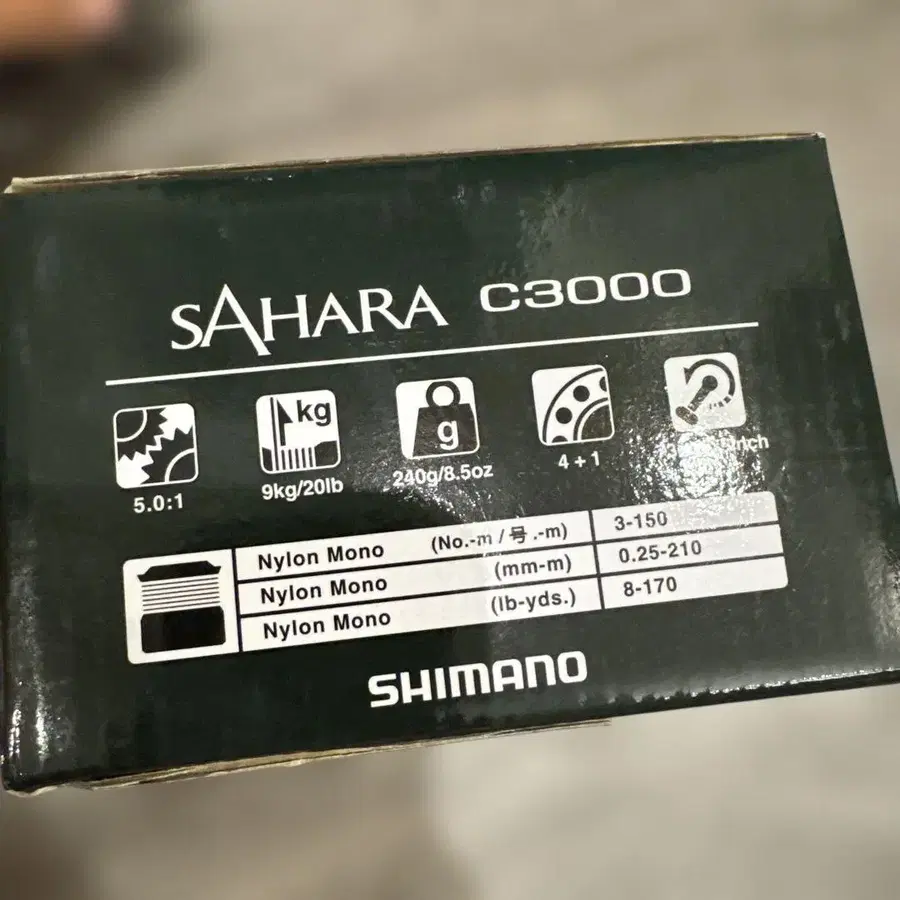 SAHARA C3000
kg
g
5.0:1
9kg/20lb
240g/8.5oz
4+1
Nylon Mono (No.-m / 号.-m) 3-150
Nylon Mono (mm-m) 0.25-210
Nylon Mono (lb-yds.) 8-170
SHIMANO